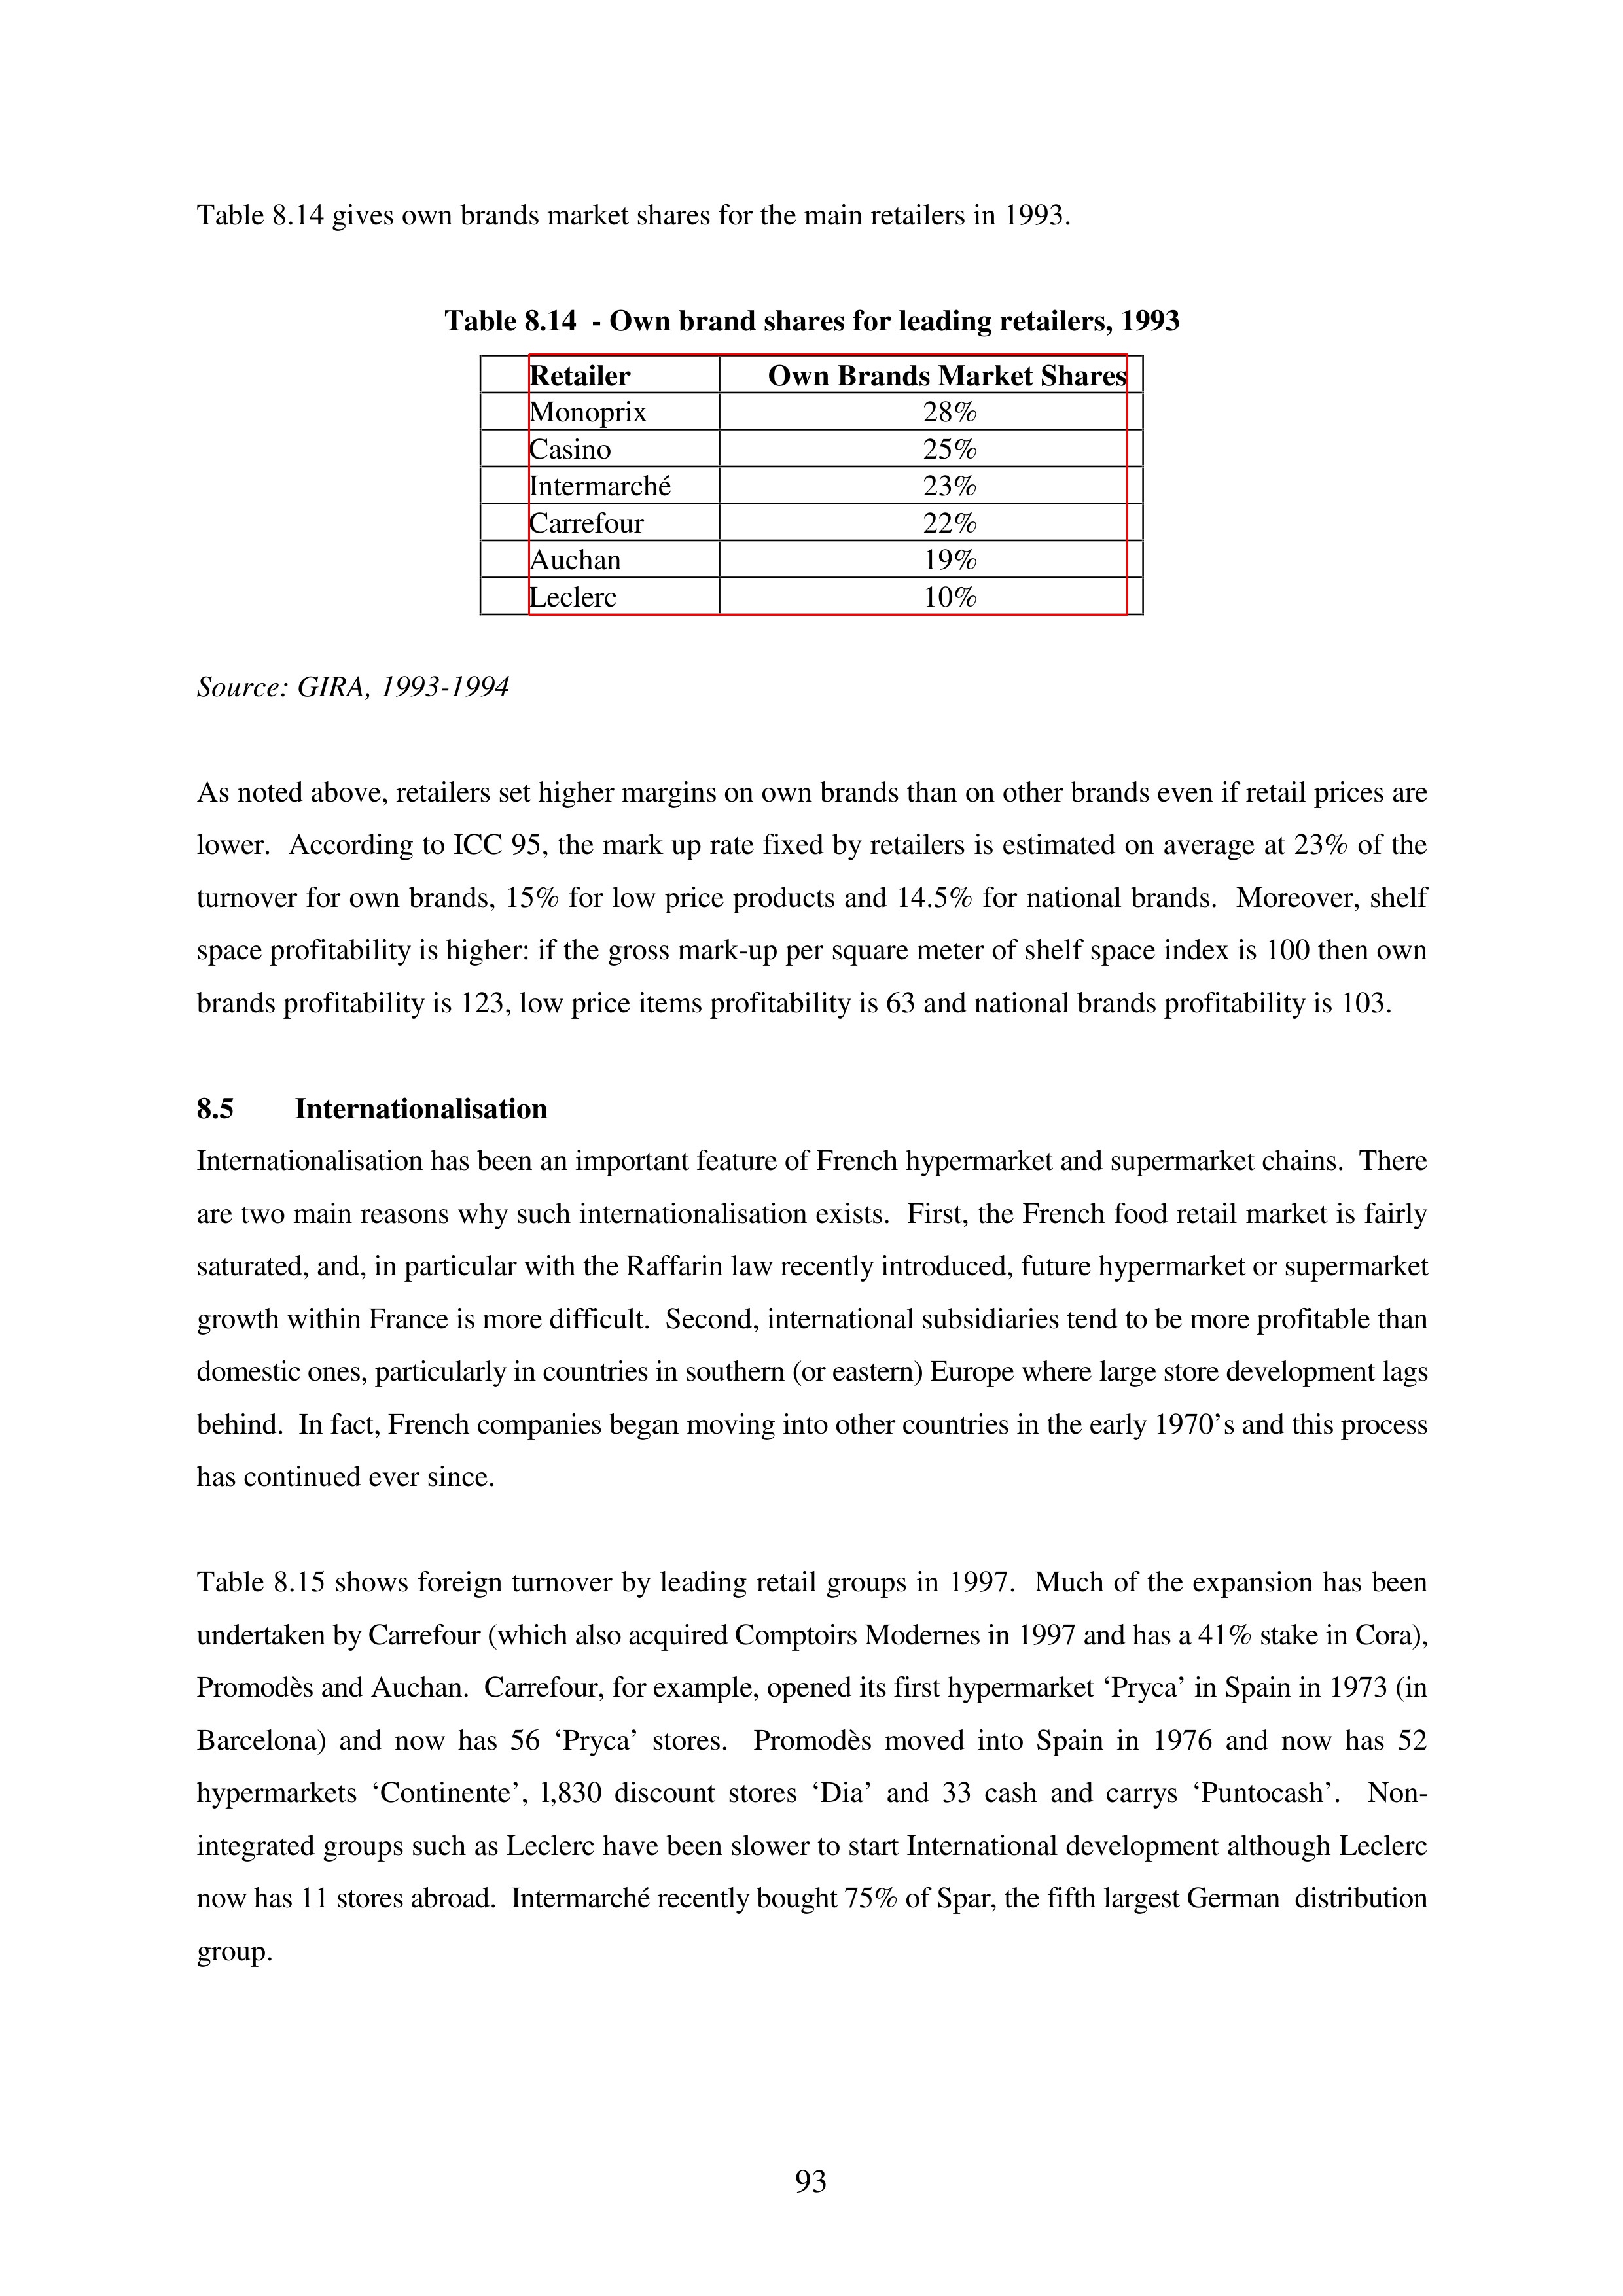 Table 8.14 gives own brands market shares for the main retailers in 1993.
Table 8.14  - Own brand shares for leading retailers, 1993
Retailer Own Brands Market Shares
Monoprix 28%
Casino 25%
Intermarché 23%
Carrefour 22%
Auchan 19%
Leclerc 10%
Source: GIRA, 1993-1994
As noted above, retailers set higher margins on own brands than on other brands even if retail prices are
lower.  According to ICC 95, the mark up rate fixed by retailers is estimated on average at 23% of the
turnover for own brands, 15% for low price products and 14.5% for national brands.  Moreover, shelf
space profitability is higher: if the gross mark-up per square meter of shelf space index is 100 then own
brands profitability is 123, low price items profitability is 63 and national brands profitability is 103.
8.5 Internationalisation
Internationalisation has been an important feature of French hypermarket and supermarket chains.  There
are two main reasons why such internationalisation exists.  First, the French food retail market is fairly
saturated, and, in particular with the Raffarin law recently introduced, future hypermarket or supermarket
growth within France is more difficult.  Second, international subsidiaries tend to be more profitable than
domestic ones, particularly in countries in southern (or eastern) Europe where large store development lags
behind.  In fact, French companies began moving into other countries in the early 1970’s and this process
has continued ever since.
Table 8.15 shows foreign turnover by leading retail groups in 1997.  Much of the expansion has been
undertaken by Carrefour (which also acquired Comptoirs Modernes in 1997 and has a 41% stake in Cora),
Promodès and Auchan.  Carrefour, for example, opened its first hypermarket ‘Pryca’ in Spain in 1973 (in
Barcelona) and now has 56 ‘Pryca’ stores.  Promodès moved into Spain in 1976 and now has 52
hypermarkets ‘Continente’, l,830 discount stores ‘Dia’ and 33 cash and carrys ‘Puntocash’.  Non-
integrated groups such as Leclerc have been slower to start International development although Leclerc
now has 11 stores abroad.  Intermarché recently bought 75% of Spar, the fifth largest German  distribution
group.
93